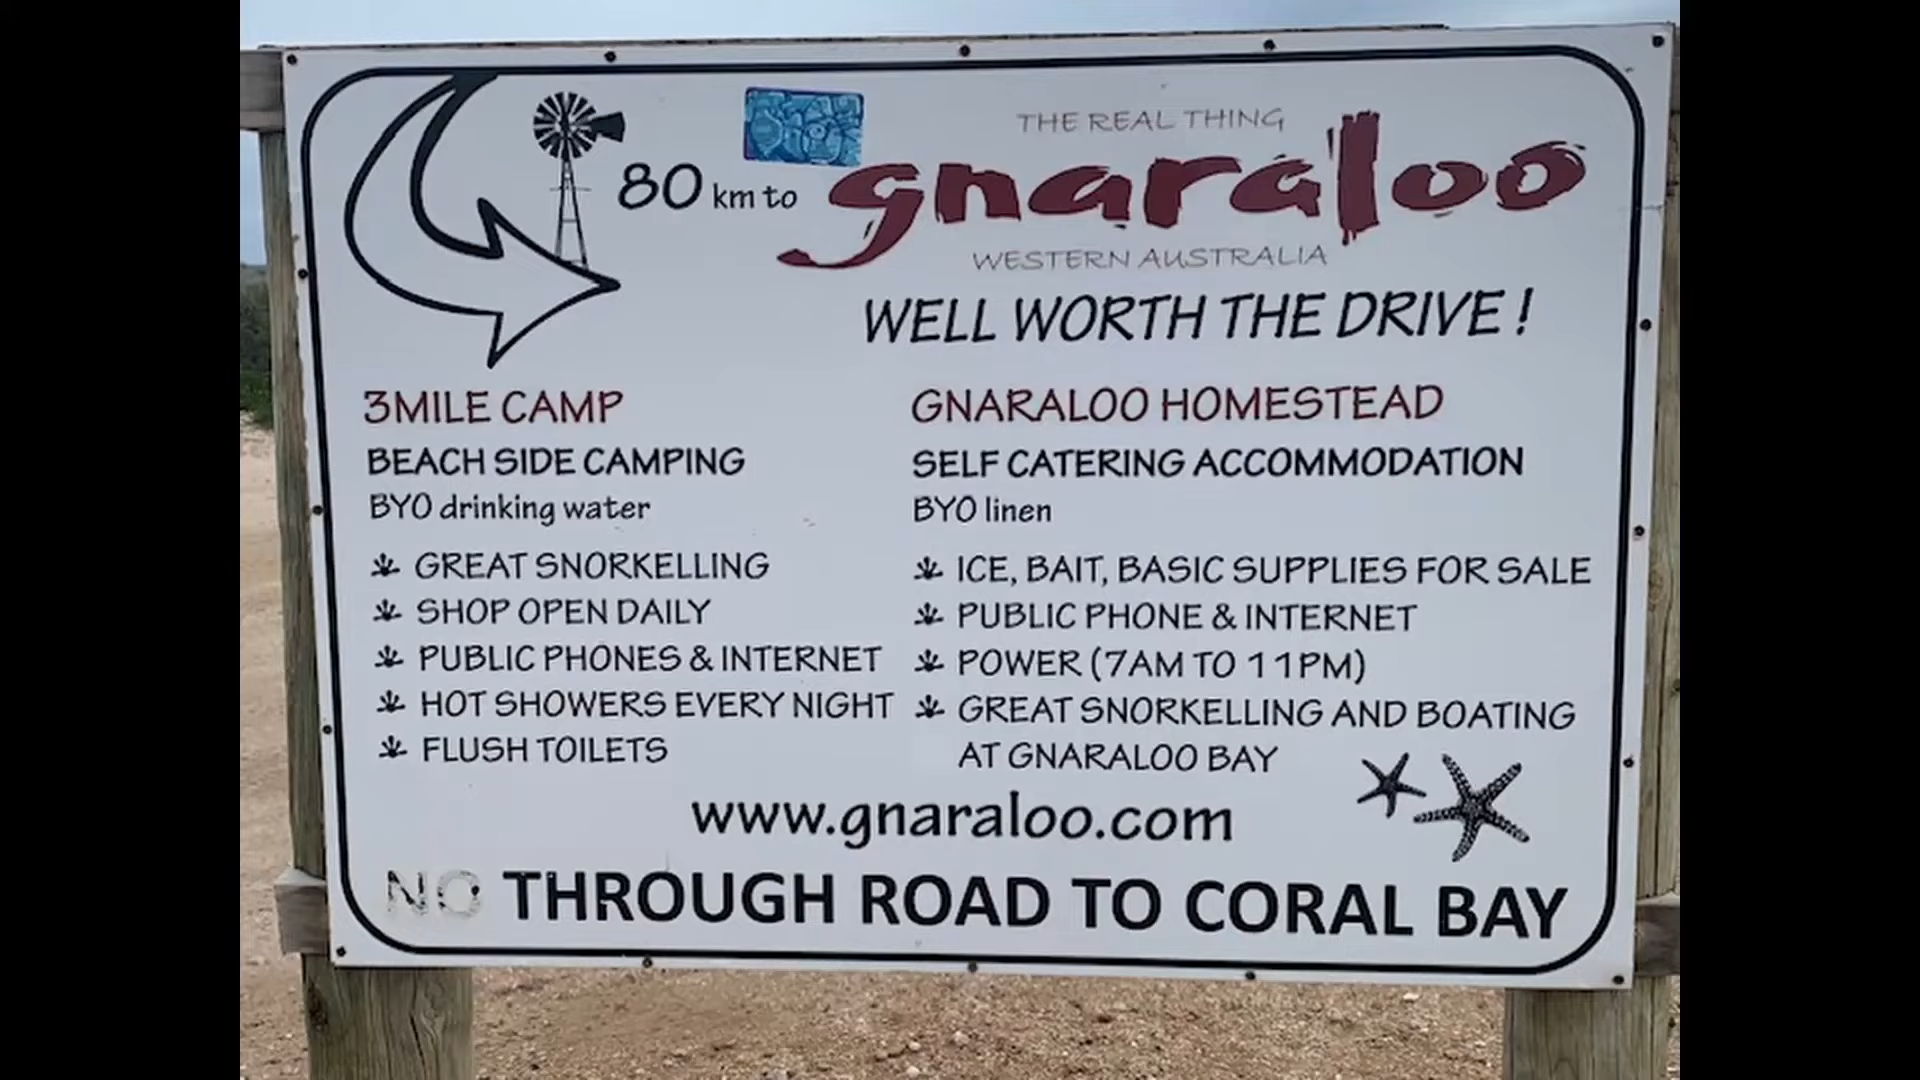 THE REAL THING
80 km to gnaraloo
WESTERN AUSTRALIA
WELL WORTH THE DRIVE!
3MILE CAMP
BEACH SIDE CAMPING
BYO drinking water
GREAT SNORKELLING
SHOP OPEN DAILY
PUBLIC PHONES & INTERNET
HOT SHOWERS EVERY NIGHT
FLUSH TOILETS
GNARALOO HOMESTEAD
SELF CATERING ACCOMMODATION
BYO linen
ICE, BAIT, BASIC SUPPLIES FOR SALE
PUBLIC PHONE & INTERNET
POWER (7AM TO 11PM)
GREAT SNORKELLING AND BOATING
AT GNARALOO BAY
www.gnaraloo.com
NO THROUGH ROAD TO CORAL BAY